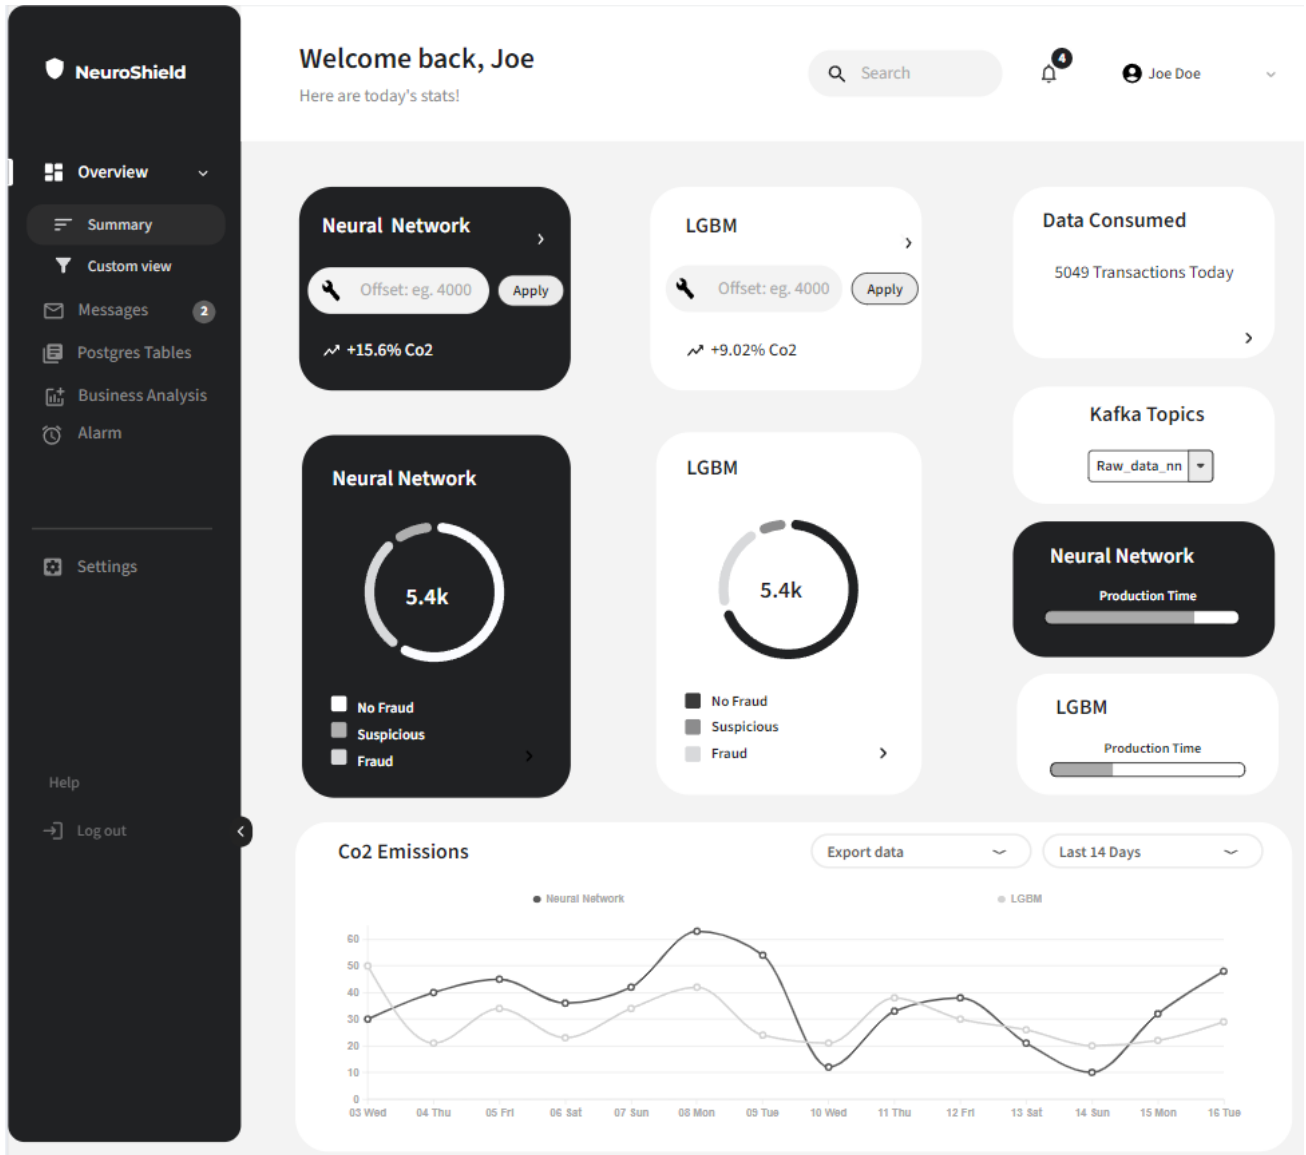 NeuroShield
Overview
Summary
Custom view
Messages 2
Postgres Tables
Business Analysis
Alarm
Settings
Help
Log out
Welcome back, Joe
Here are today's stats!
Search
4
Joe Doe
Neural Network
Offset: eg. 4000 Apply
+15.6% Co2
LGBM
Offset: eg. 4000 Apply
+9.02% Co2
Data Consumed
5049 Transactions Today
Kafka Topics
Raw_data_nn
Neural Network
5.4k
No Fraud
Suspicious
Fraud
LGBM
5.4k
No Fraud
Suspicious
Fraud
Neural Network
Production Time
LGBM
Production Time
Co2 Emissions
Export data
Last 14 Days
Neural Network LGBM
60
50
40
30
20
10
0
03 Wed 04 Thu 05 Fri 06 Sat 07 Sun 08 Mon 09 Tue 10 Wed 11 Thu 12 Fri 13 Sat 14 Sun 15 Mon 16 Tue